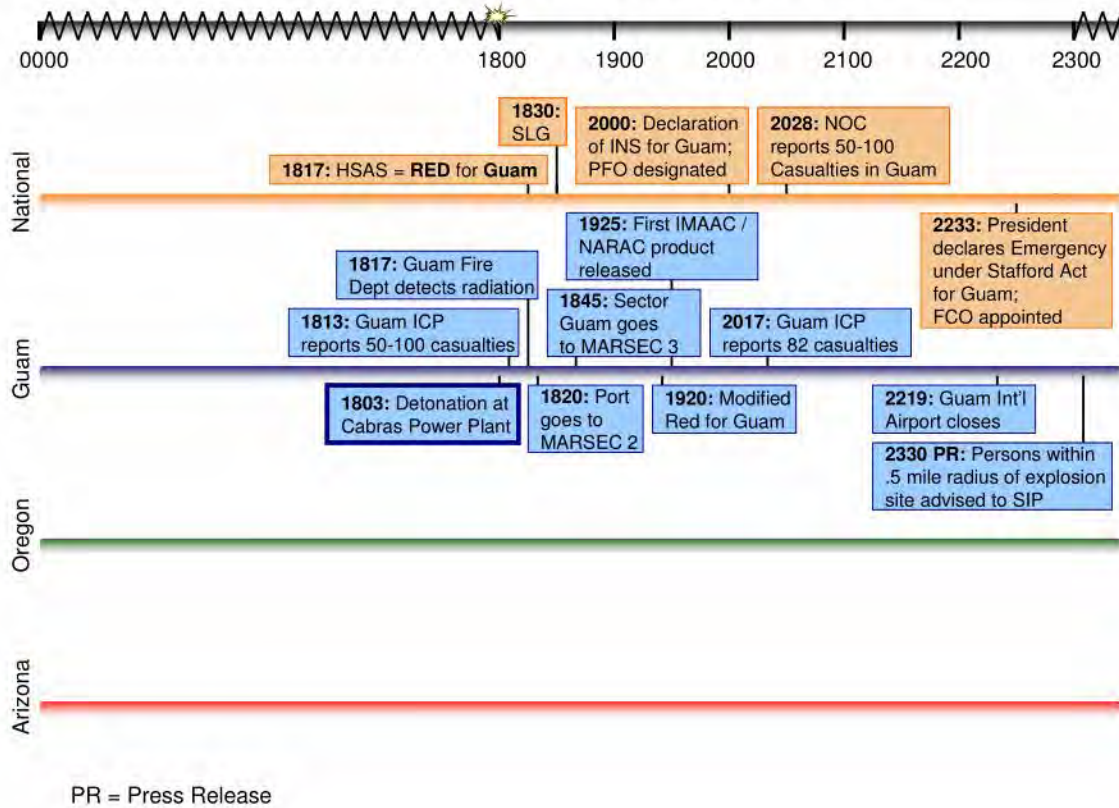 0000
1800
1900
2000
2100
2200
2300
National
1830:
SLG
2000: Declaration
of INS for Guam;
PFO designated
2028: NOC
reports 50-100
Casualties in Guam
1817: HSAS = RED for Guam
2233: President
declares Emergency
under Stafford Act
for Guam;
FCO appointed
Guam
1925: First IMAAC /
NARAC product
released
1817: Guam Fire
Dept detects radiation
1845: Sector
Guam goes
to MARSEC 3
1813: Guam ICP
reports 50-100 casualties
2017: Guam ICP
reports 82 casualties
1803: Detonation at
Cabras Power Plant
1820: Port
goes to
MARSEC 2
1920: Modified
Red for Guam
2219: Guam Int'l
Airport closes
2330 PR: Persons within
.5 mile radius of explosion
site advised to SIP
Oregon
Arizona
PR = Press Release